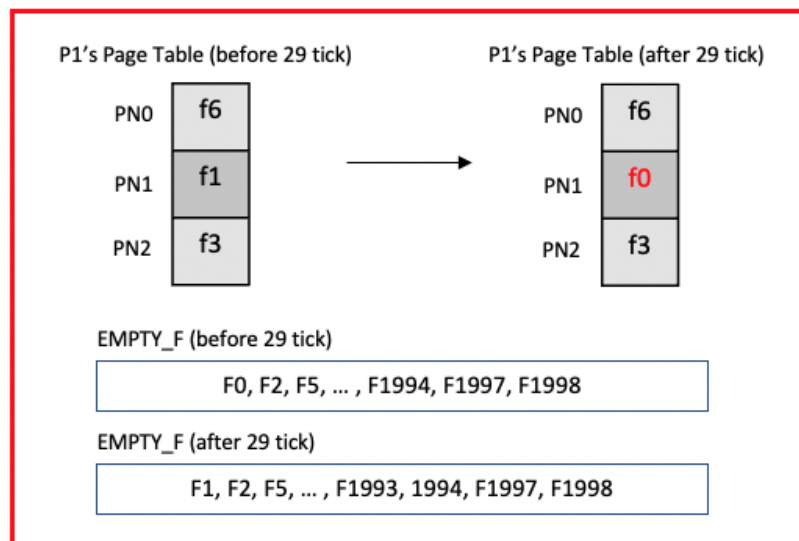 P1's Page Table (before 29 tick) P1's Page Table (after 29 tick)
PN0 f6 PN0 f6
PN1 f1 PN1 f0
PN2 f3 PN2 f3
EMPTY_F (before 29 tick)
F0, F2, F5, ... , F1994, F1997, F1998
EMPTY_F (after 29 tick)
F1, F2, F5, ... , F1993, 1994, F1997, F1998